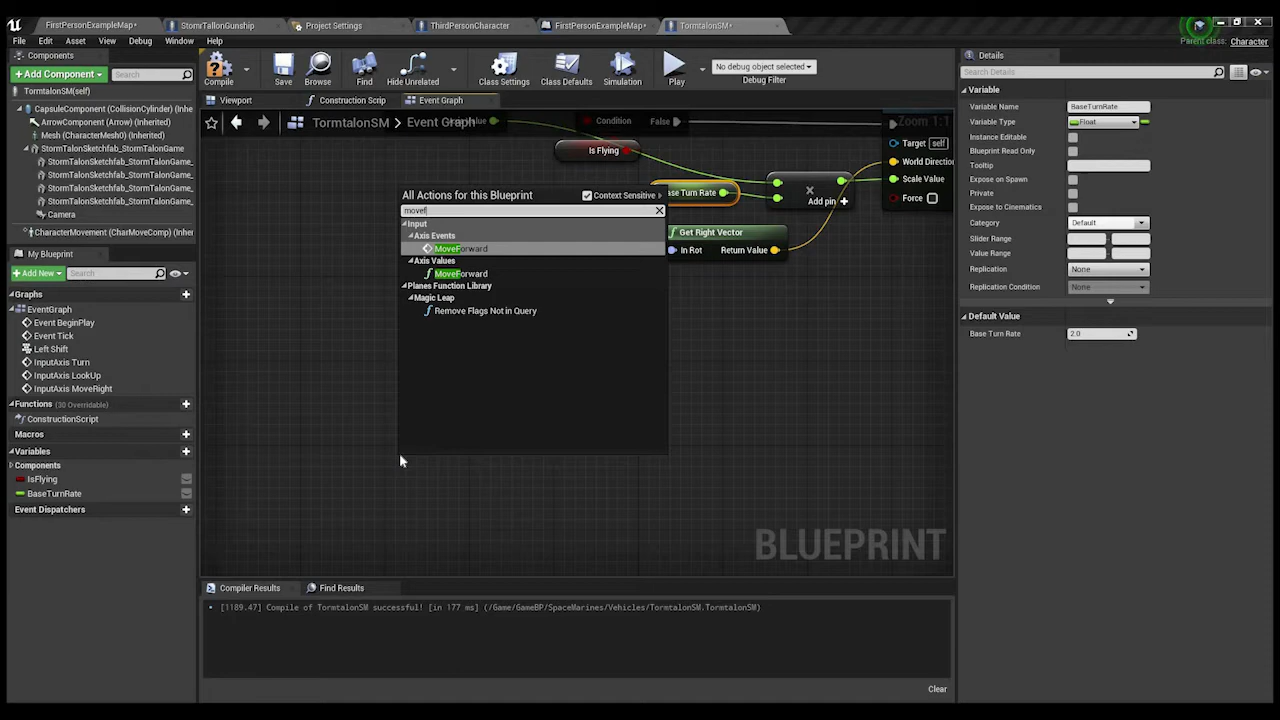 FirstPersonExampleMap•
StomrTallonGunship
Project Settings
ThirdPersonCharacter
FirstPersonExampleMap•
TormtalonSM•
File Edit Asset View Debug Window Help
Parent class: Character
Components
+ Add Component
Search
TormtalonSM(self)
CapsuleComponent (CollisionCylinder) (Inhe
ArrowComponent (Arrow) (Inherited)
Mesh (CharacterMesh0) (Inherited)
StormTalonSketchfab_StormTalonGame
StormTalonSketchfab_StormTalonGame_
StormTalonSketchfab_StormTalonGame_
StormTalonSketchfab_StormTalonGame_
StormTalonSketchfab_StormTalonGame_
Camera
CharacterMovement (CharMoveComp) (Inhe
My Blueprint
+ Add New
Search
Graphs
EventGraph
Event BeginPlay
Event Tick
Left Shift
InputAxis Turn
InputAxis LookUp
InputAxis MoveRight
Functions (30 Overridable)
ConstructionScript
Macros
Variables
Components
IsFlying
BaseTurnRate
Event Dispatchers
Compile
Save
Browse
Find
Hide Unrelated
Class Settings
Class Defaults
Simulation
Play
No debug object selected
Debug Filter
Viewport
Construction Scrip
Event Graph
TormtalonSM > Event Graph
Zoom 1:1
Condition
False
Is Flying
Target self
World Direction
Scale Value
Force
ase Turn Rate
Add pin +
Get Right Vector
In Rot
Return Value
All Actions for this Blueprint
Context Sensitive
movef
Input
Axis Events
MoveForward
Axis Values
MoveForward
Planes Function Library
Magic Leap
Remove Flags Not in Query
BLUEPRINT
Compiler Results
Find Results
[1189.47] Compile of TormtalonSM successful! [in 177 ms] (/Game/GameBP/SpaceMarines/Vehicles/TormtalonSM.TormtalonSM)
Clear
Details
Search Details
Variable
Variable Name
BaseTurnRate
Variable Type
Float
Instance Editable
Blueprint Read Only
Tooltip
Expose on Spawn
Private
Expose to Cinematics
Category
Default
Slider Range
Value Range
Replication
None
Replication Condition
None
Default Value
Base Turn Rate
2.0